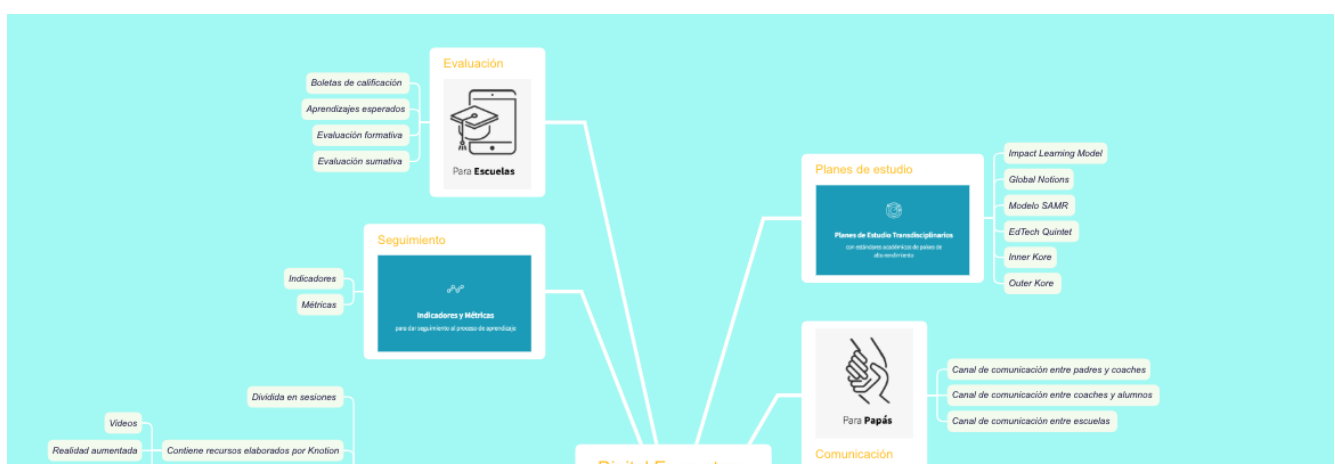 Evaluación
Boletas de calificación
Aprendizajes esperados
Evaluación formativa
Evaluación sumativa
Para Escuelas
Seguimiento
Indicadores
Métricas
Indicadores y Métricas
para dar seguimiento al proceso de aprendizaje
Dividida en sesiones
Videos
Realidad aumentada
Contiene recursos elaborados por Knotion
Planes de estudio
Planes de Estudio Transdisciplinarios
con estándares académicos de países de
alto rendimiento
Impact Learning Model
Global Notions
Modelo SAMR
EdTech Quintet
Inner Kore
Outer Kore
Para Papás
Comunicación
Canal de comunicación entre padres y coaches
Canal de comunicación entre coaches y alumnos
Canal de comunicación entre escuelas
Digital